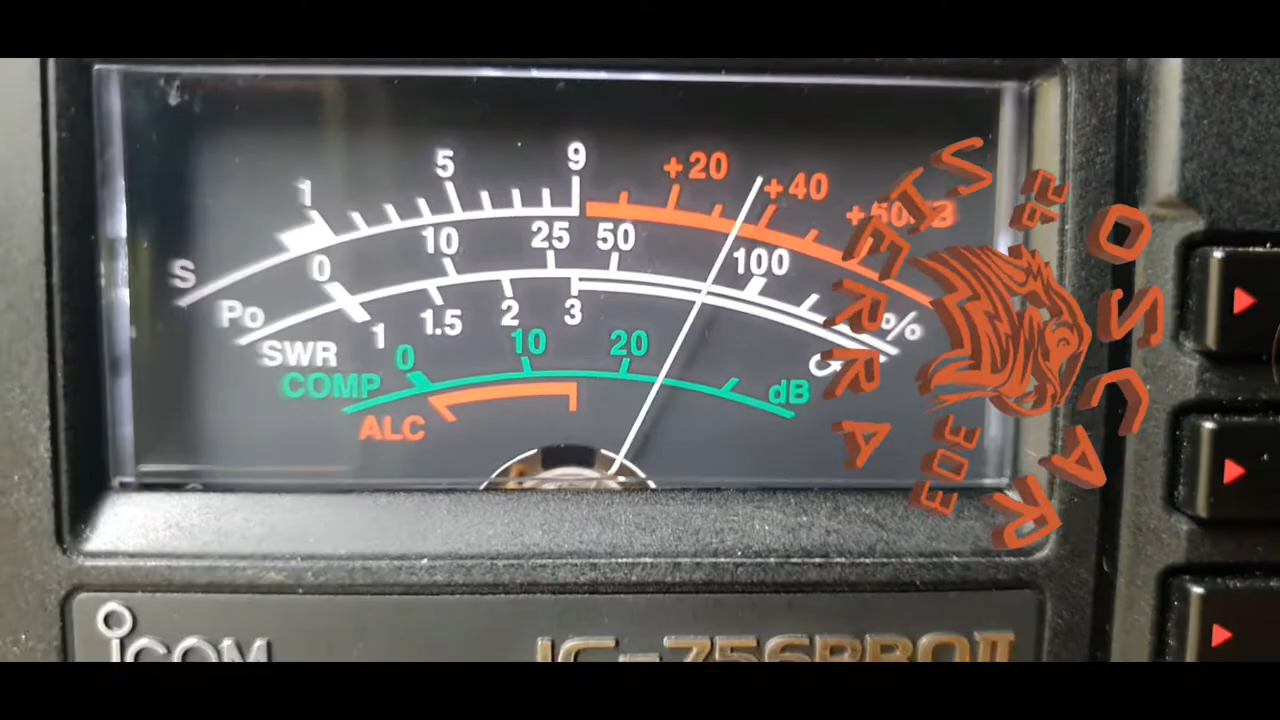 1 5 9 +20 +40 +60dB
S
0 10 25 50 100 %
Po
1 1.5 2 3 ∞
SWR
0 10 20 dB
COMP
ALC
ICOM IC-756PROII
SIERRA
OSCAR
303